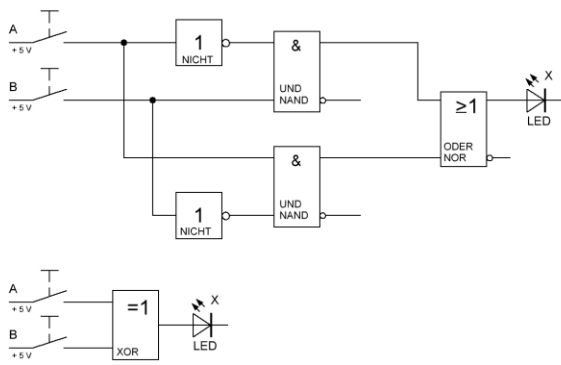 A
+ 5 V
1
NICHT
&
UND
NAND
B
+ 5 V
≥1
ODER
NOR
X
LED
&
UND
NAND
1
NICHT
A
+ 5 V
B
+ 5 V
=1
XOR
X
LED